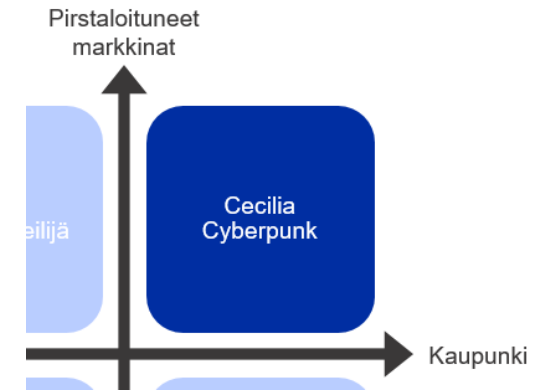 Pirstaloituneet
markkinat
Cecilia
Cyberpunk
Kaupunki